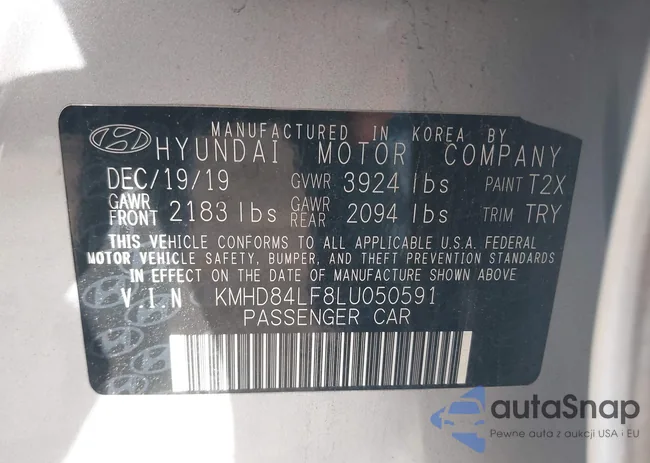 MANUFACTURED IN KOREA BY
HYUNDAI MOTOR COMPANY
DEC/19/19 GVWR 3924 lbs PAINT T2X
GAWR FRONT 2183 lbs GAWR REAR 2094 lbs TRIM TRY
THIS VEHICLE CONFORMS TO ALL APPLICABLE U.S.A. FEDERAL
MOTOR VEHICLE SAFETY, BUMPER, AND THEFT PREVENTION STANDARDS
IN EFFECT ON THE DATE OF MANUFACTURE SHOWN ABOVE
VIN KMHD84LF8LU050591
PASSENGER CAR
autaSnap
Pewne auta z aukcji USA i EU